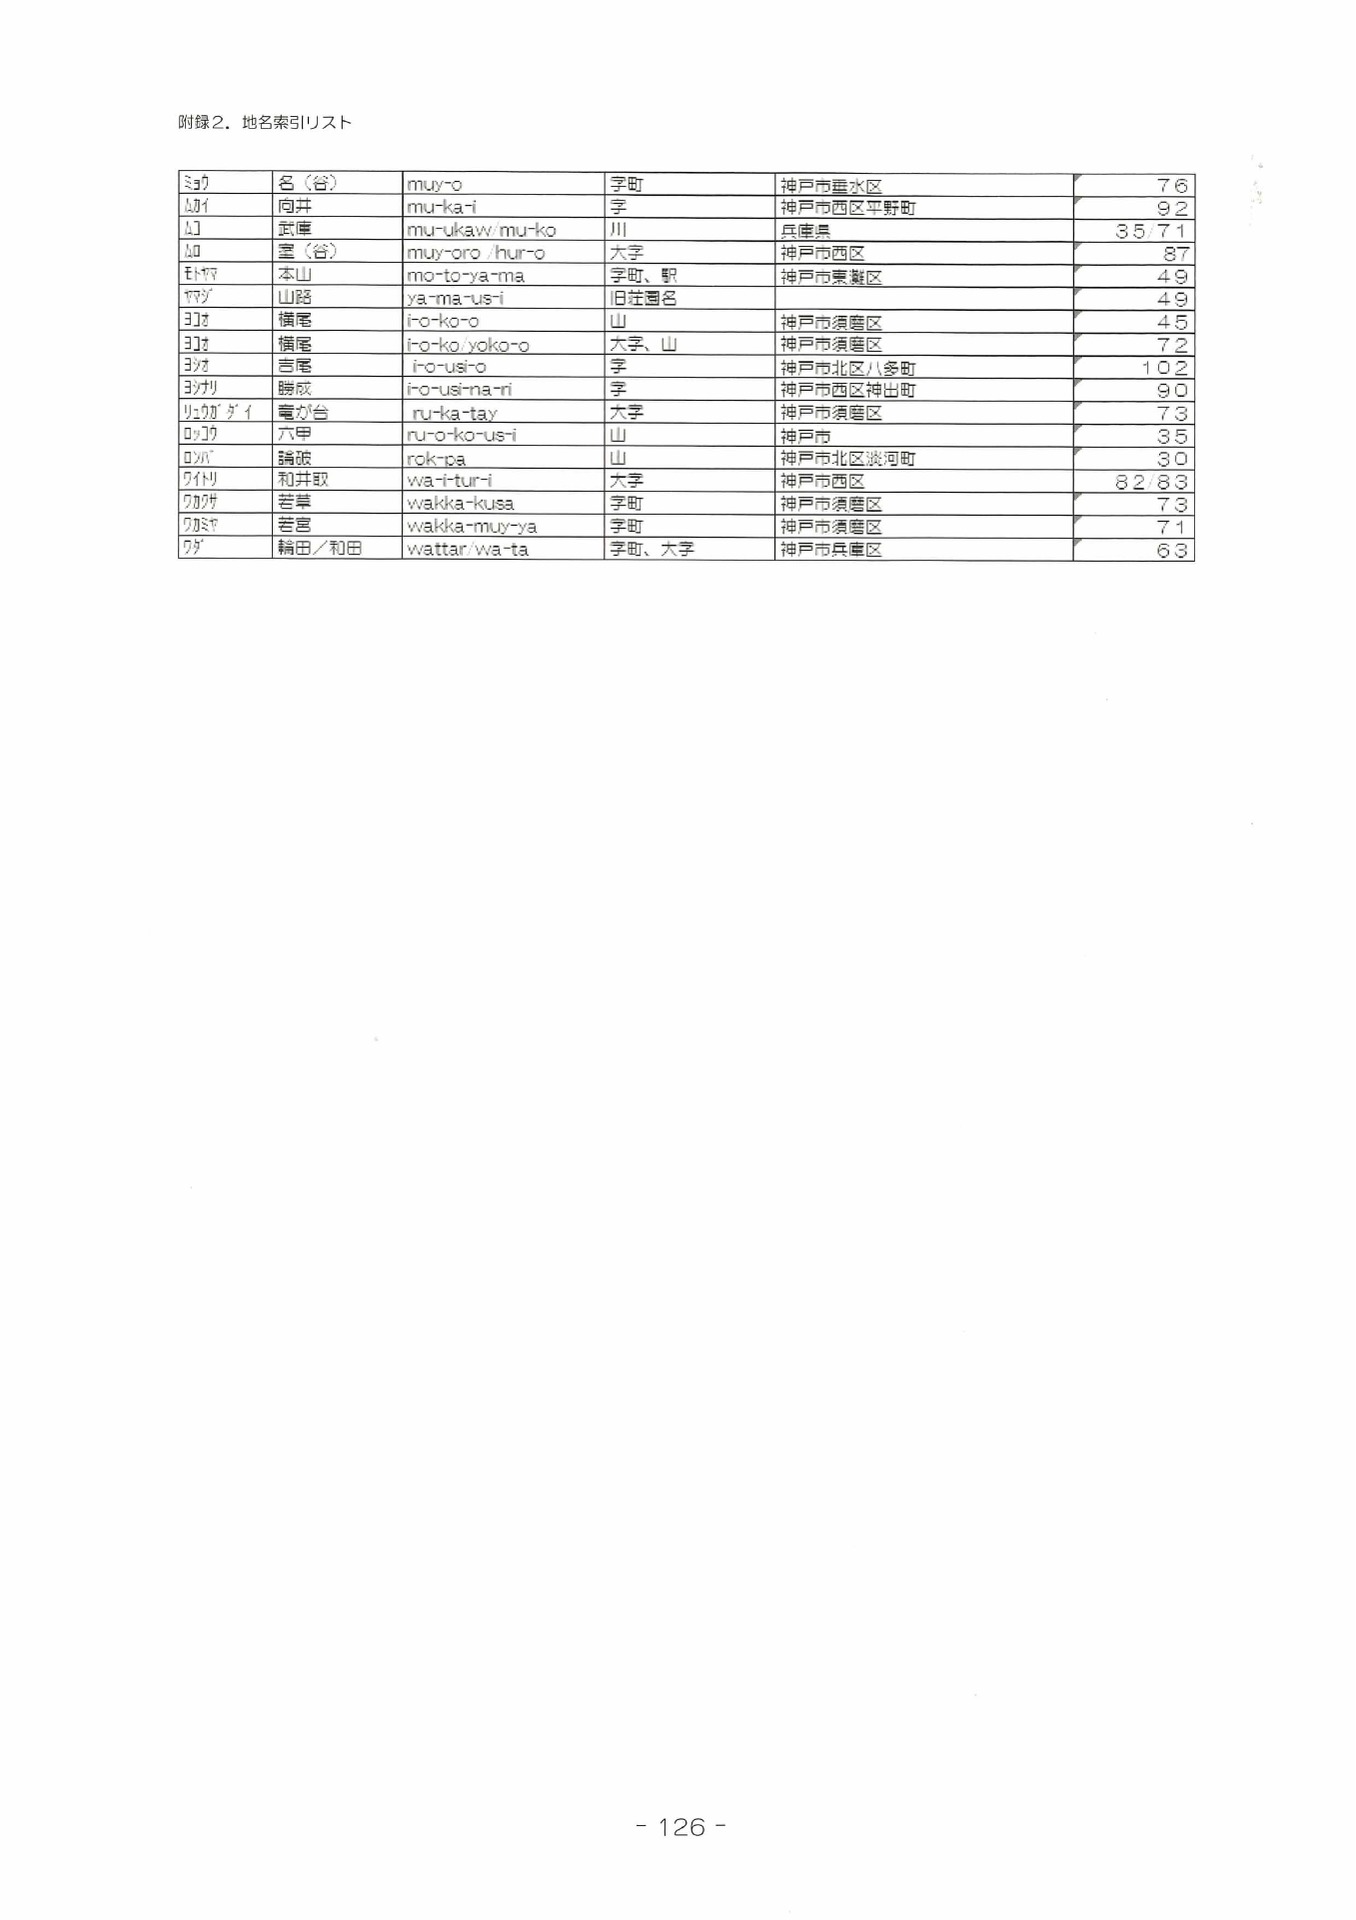 附録２．地名索引リスト
ﾐｮｳ 名（谷） muy-o 字町 神戸市垂水区 76
ﾑｶｲ 向井 mu-ka-i 字 神戸市西区平野町 92
ﾑｺ 武庫 mu-ukaw/mu-ko 川 兵庫県 35/71
ﾑﾛ 室（谷） muy-oro /hur-o 大字 神戸市西区 87
ﾓﾄﾔﾏ 本山 mo-to-ya-ma 字町、駅 神戸市東灘区 49
ﾔﾏｼﾞ 山路 ya-ma-us-i 旧荘園名 49
ﾖｺｵ 横尾 i-o-ko-o 山 神戸市須磨区 45
ﾖｺｵ 横尾 i-o-ko/yoko-o 大字、山 神戸市須磨区 72
ﾖｼｵ 吉尾 i-o-usi-o 字 神戸市北区八多町 102
ﾖｼﾅﾘ 勝成 i-o-usi-na-ri 字 神戸市西区神出町 90
ﾘｭｳｶﾞﾀﾞｲ 竜が台 ru-ka-tay 大字 神戸市須磨区 73
ﾛｯｺｳ 六甲 ru-o-ko-us-i 山 神戸市 35
ﾛﾝﾊﾞ 論破 rok-pa 山 神戸市北区淡河町 30
ﾜｲﾄﾘ 和井取 wa-i-tur-i 大字 神戸市西区 82/83
ﾜｶｸｻ 若草 wakka-kusa 字町 神戸市須磨区 73
ﾜｶﾐﾔ 若宮 wakka-muy-ya 字町 神戸市須磨区 71
ﾜﾀﾞ 輪田／和田 wattar/wa-ta 字町、大字 神戸市兵庫区 63
- 126 -